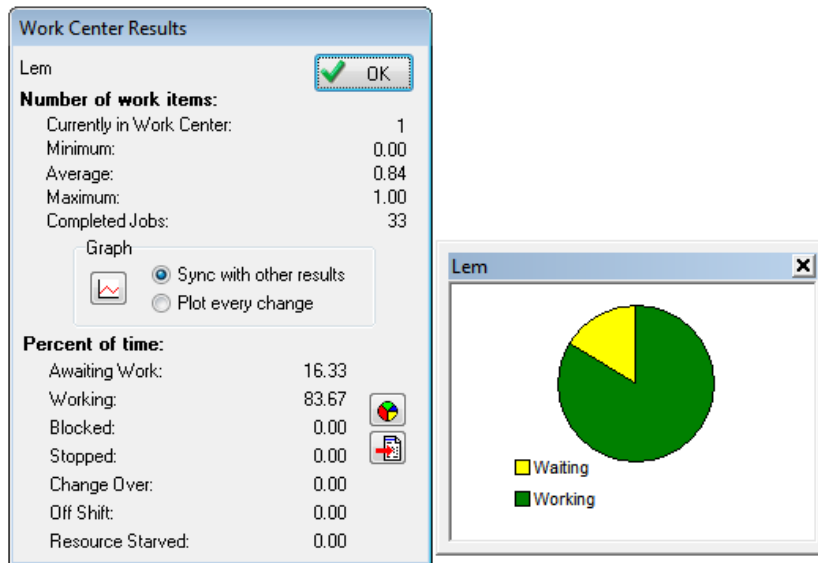 Work Center Results
Lem
OK
Number of work items:
Currently in Work Center: 1
Minimum: 0.00
Average: 0.84
Maximum: 1.00
Completed Jobs: 33
Graph
Sync with other results
Plot every change
Percent of time:
Awaiting Work: 16.33
Working: 83.67
Blocked: 0.00
Stopped: 0.00
Change Over: 0.00
Off Shift: 0.00
Resource Starved: 0.00
Lem
Waiting
Working